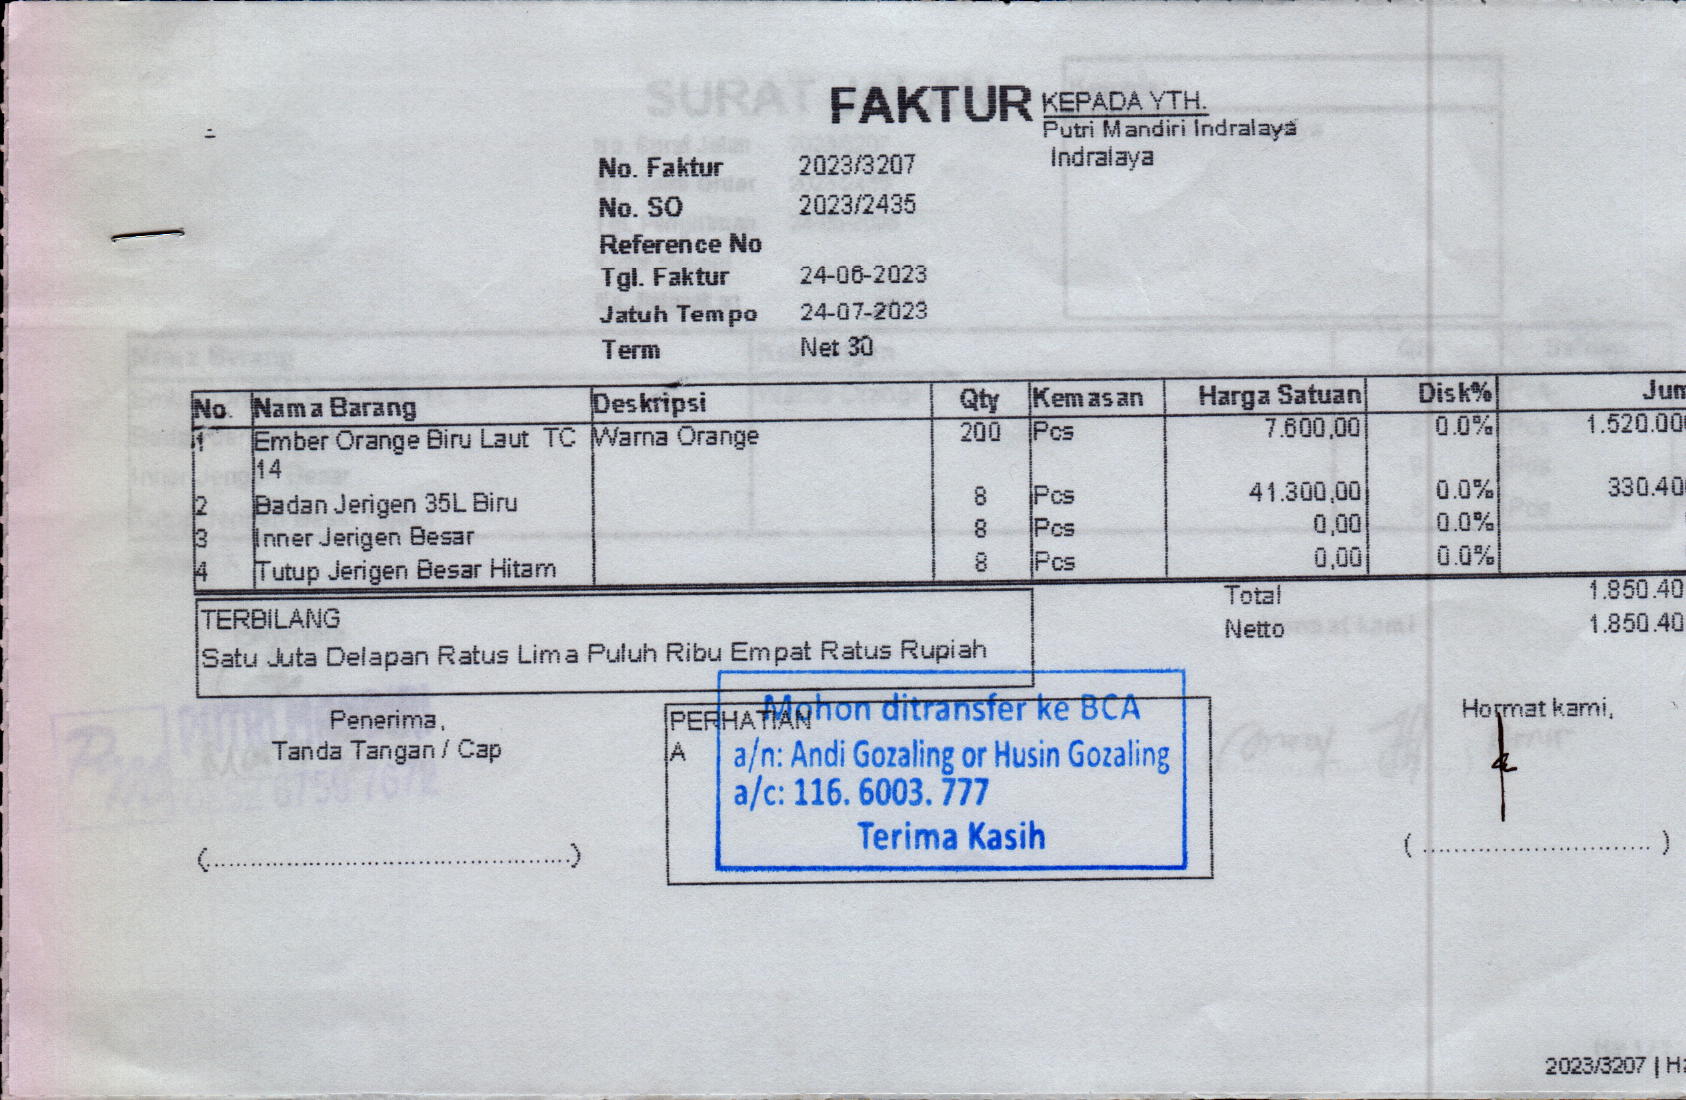 FAKTUR
KEPADA YTH.
Putri Mandiri Indralaya
Indralaya
No. Faktur 2023/3207
No. SO 2023/2435
Reference No
Tgl. Faktur 24-06-2023
Jatuh Tempo 24-07-2023
Term Net 30
No. Nama Barang Deskripsi Qty Kemasan Harga Satuan Disk% Jum
1 Ember Orange Biru Laut TC Warna Orange 200 Pcs 7.600,00 0.0% 1.520.00
14
2 Badan Jerigen 35L Biru 8 Pcs 41.300,00 0.0% 330.40
3 Inner Jerigen Besar 8 Pcs 0,00 0.0%
4 Tutup Jerigen Besar Hitam 8 Pcs 0,00 0.0%
Total 1.850.40
Netto 1.850.40
TERBILANG
Satu Juta Delapan Ratus Lima Puluh Ribu Empat Ratus Rupiah
Penerima,
Tanda Tangan / Cap
PERHATIAN
A
Mohon ditransfer ke BCA
a/n: Andi Gozaling or Husin Gozaling
a/c: 116. 6003. 777
Terima Kasih
Hormat kami,
(............................................)
(..............................)
2023/3207 | Ha